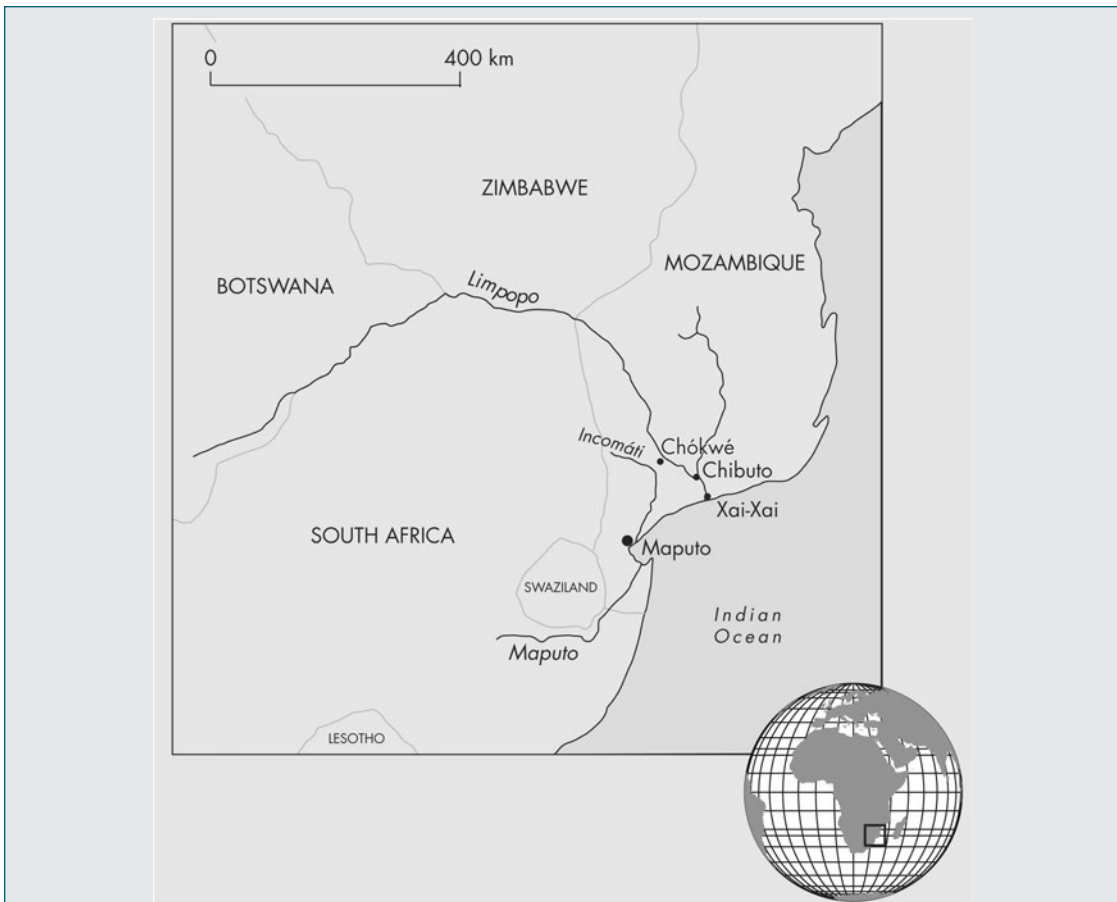 0 400 km
ZIMBABWE
MOZAMBIQUE
BOTSWANA
Limpopo
Incomáti
Chókwé
Chibuto
Xai-Xai
SOUTH AFRICA
Maputo
SWAZILAND
Indian
Ocean
Maputo
LESOTHO